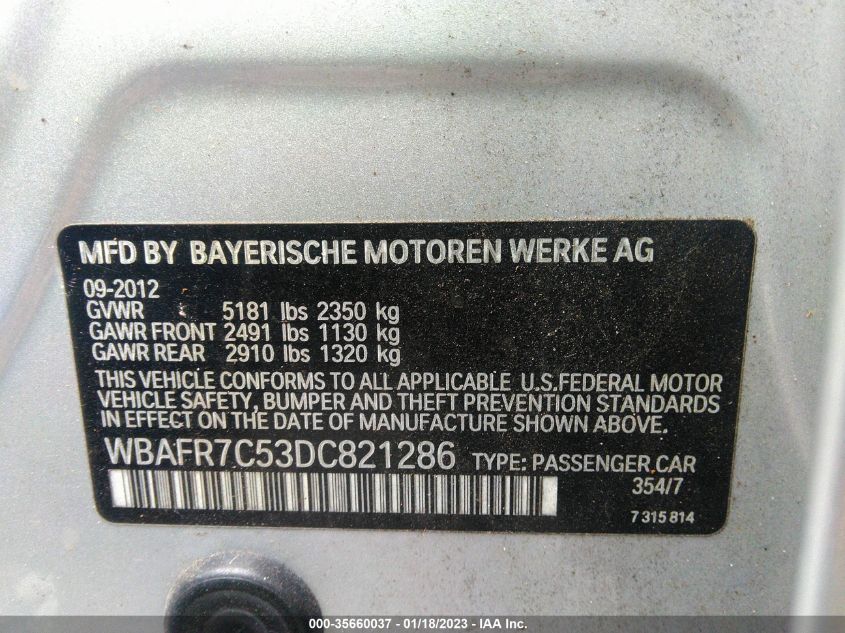 MFD BY BAYERISCHE MOTOREN WERKE AG
09-2012
GVWR 5181 lbs 2350 kg
GAWR FRONT 2491 lbs 1130 kg
GAWR REAR 2910 lbs 1320 kg
THIS VEHICLE CONFORMS TO ALL APPLICABLE U.S.FEDERAL MOTOR
VEHICLE SAFETY, BUMPER AND THEFT PREVENTION STANDARDS
IN EFFECT ON THE DATE OF MANUFACTURE SHOWN ABOVE.
WBAFR7C53DC821286 TYPE: PASSENGER CAR
354/7
7 315 814
000-35660037 - 01/18/2023 - IAA Inc.